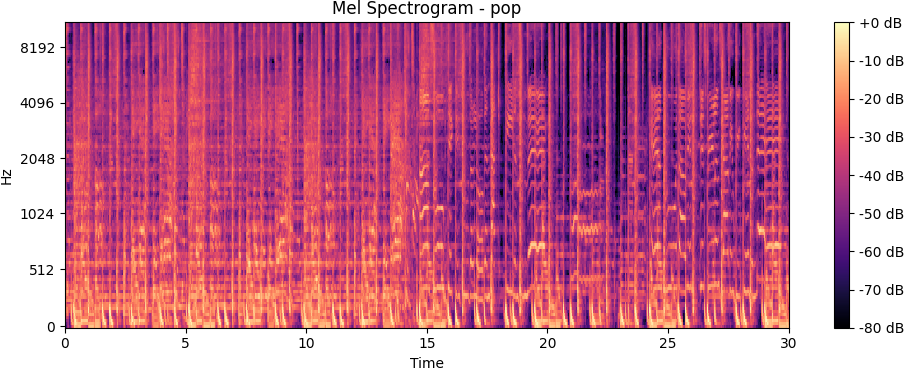 Mel Spectrogram - pop
Hz
8192
4096
2048
1024
512
0
0 5 10 15 20 25 30
Time
+0 dB
-10 dB
-20 dB
-30 dB
-40 dB
-50 dB
-60 dB
-70 dB
-80 dB